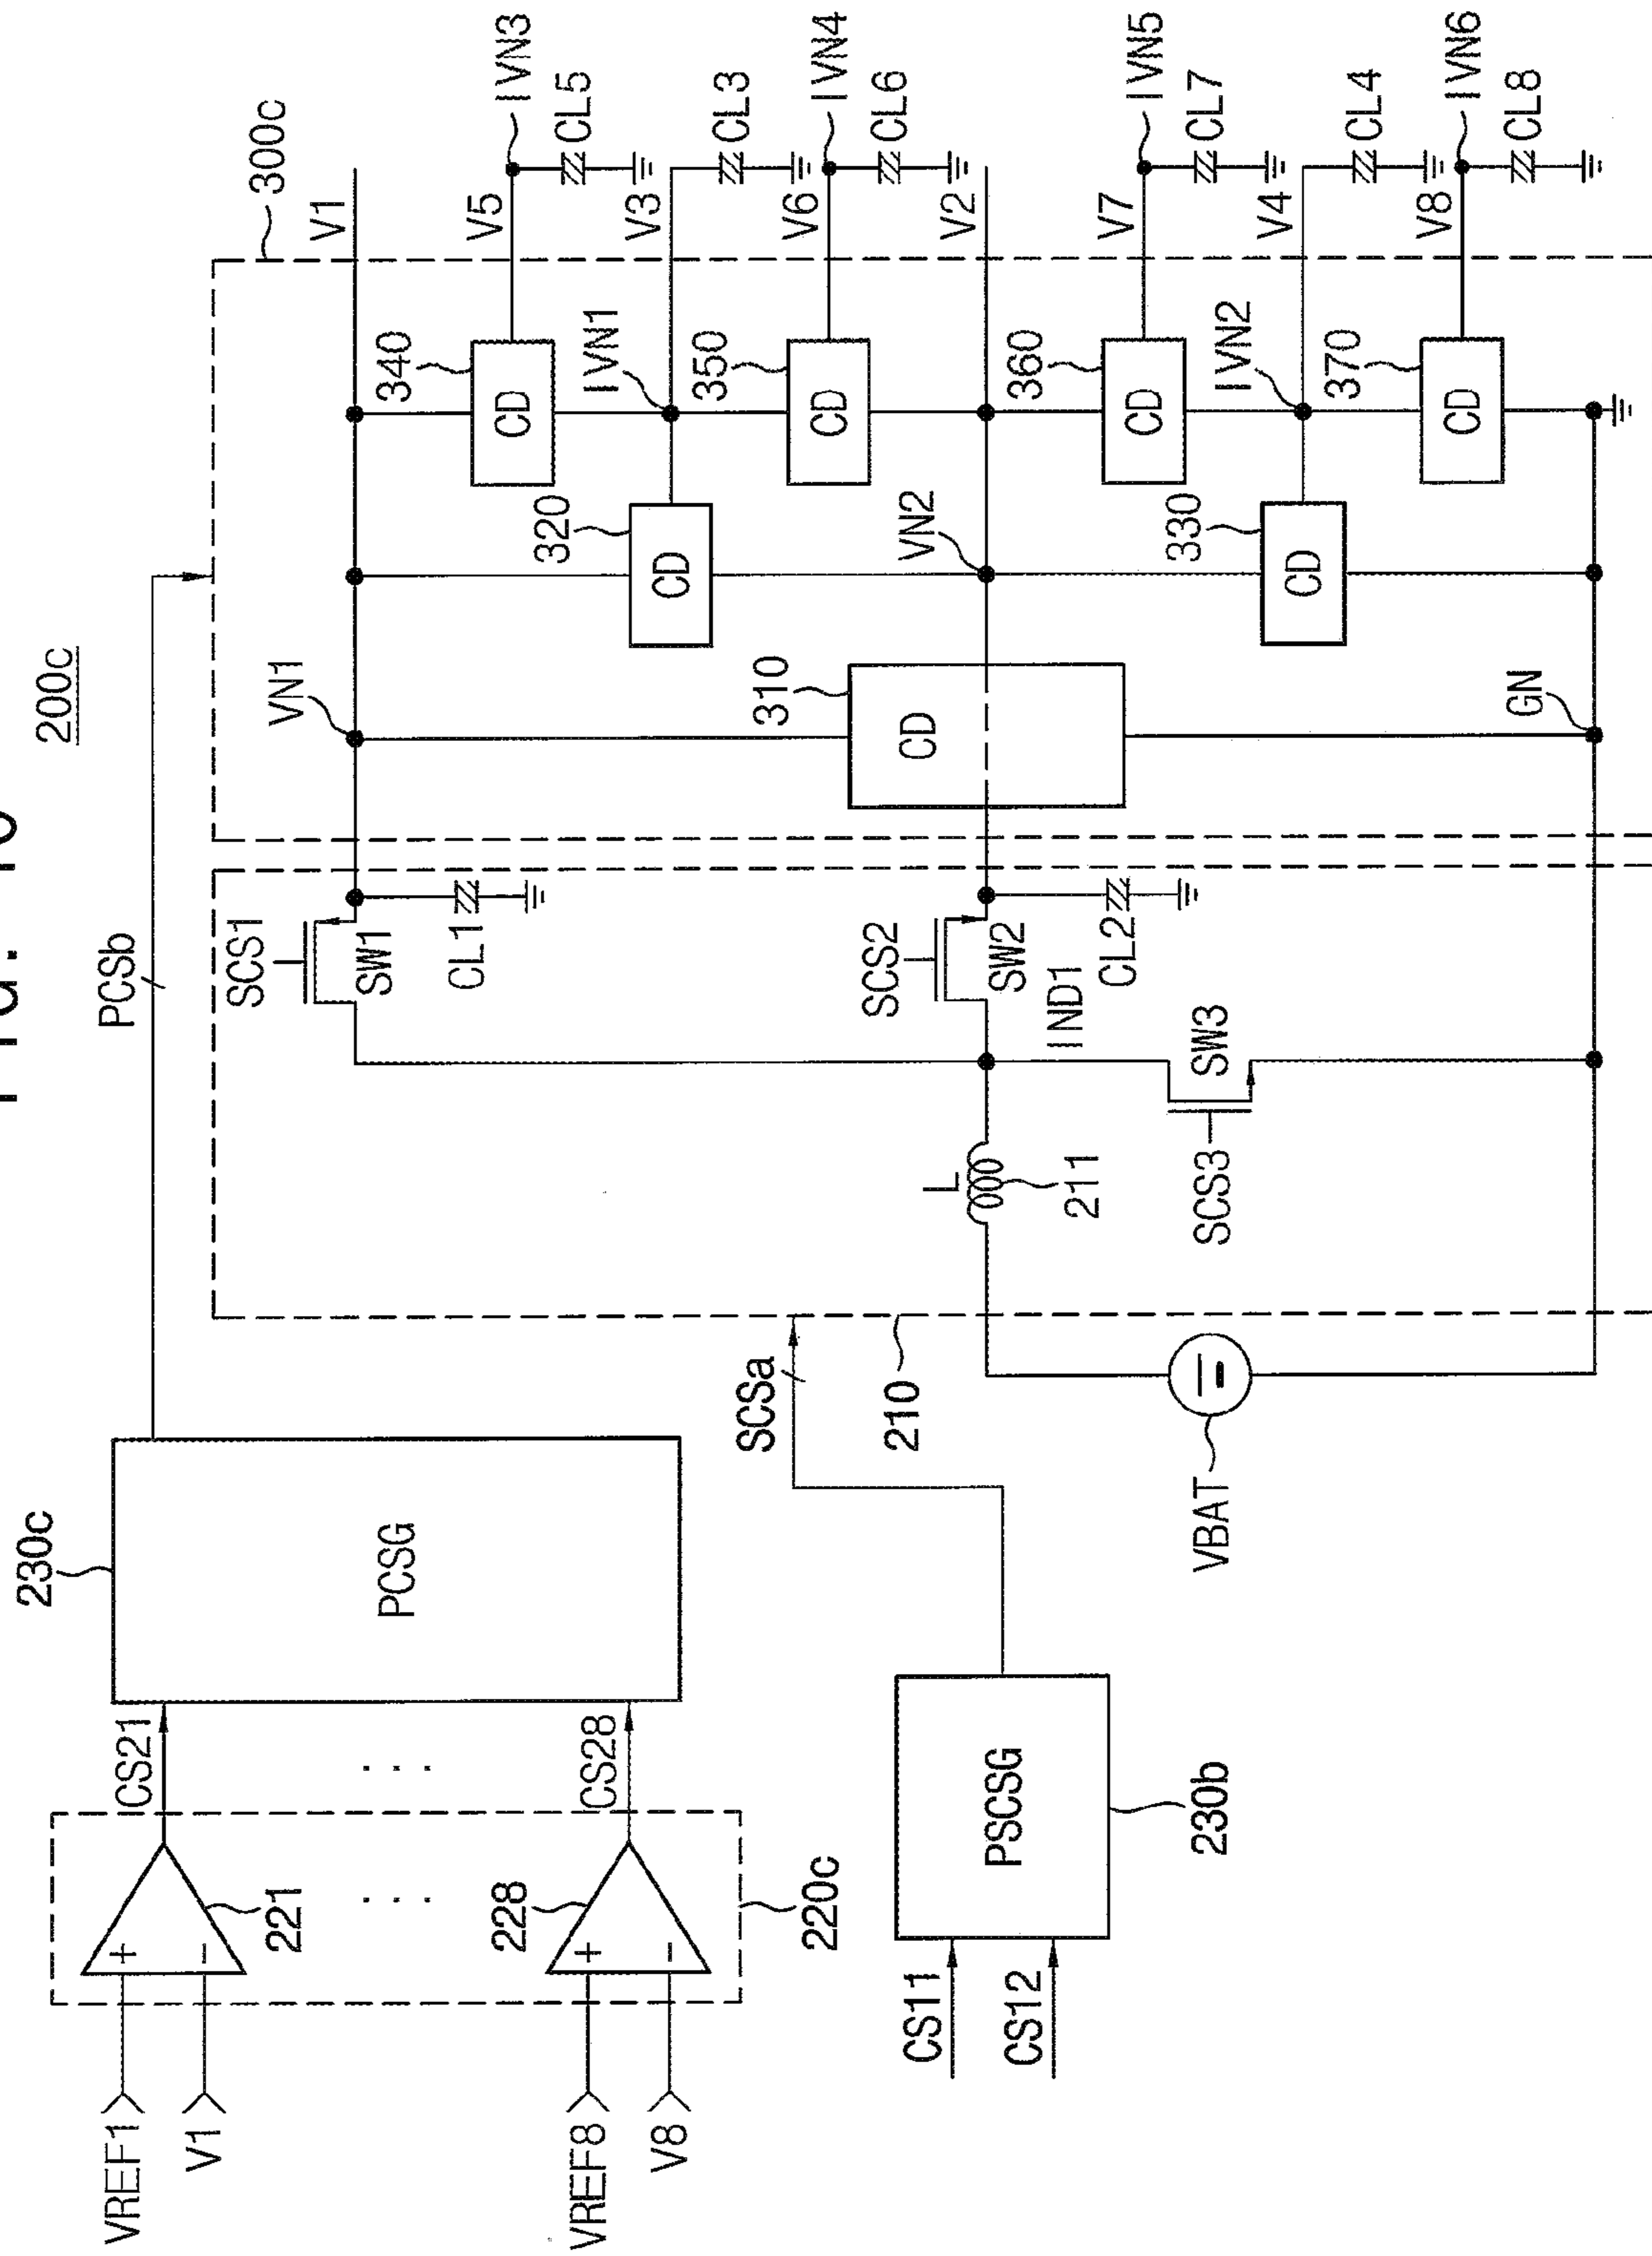 200c
PCSb
300c
230c
PCSG
CS21
CS28
. . .
. . .
221
228
220c
+
-
+
-
VREF1
V1
VREF8
V8
CS11
CS12
PSCSG
230b
SCSa
210
VBAT
L
211
IND1
SCS1
SW1
CL1
SCS2
SW2
CL2
SCS3
SW3
VN1
310
CD
VN2
GN
320
CD
330
CD
340
CD
IVN1
350
CD
360
CD
IVN2
370
CD
V1
V5
IVN3
CL5
V3
CL3
V6
IVN4
CL6
V2
V7
IVN5
CL7
V4
CL4
V8
IVN6
CL8